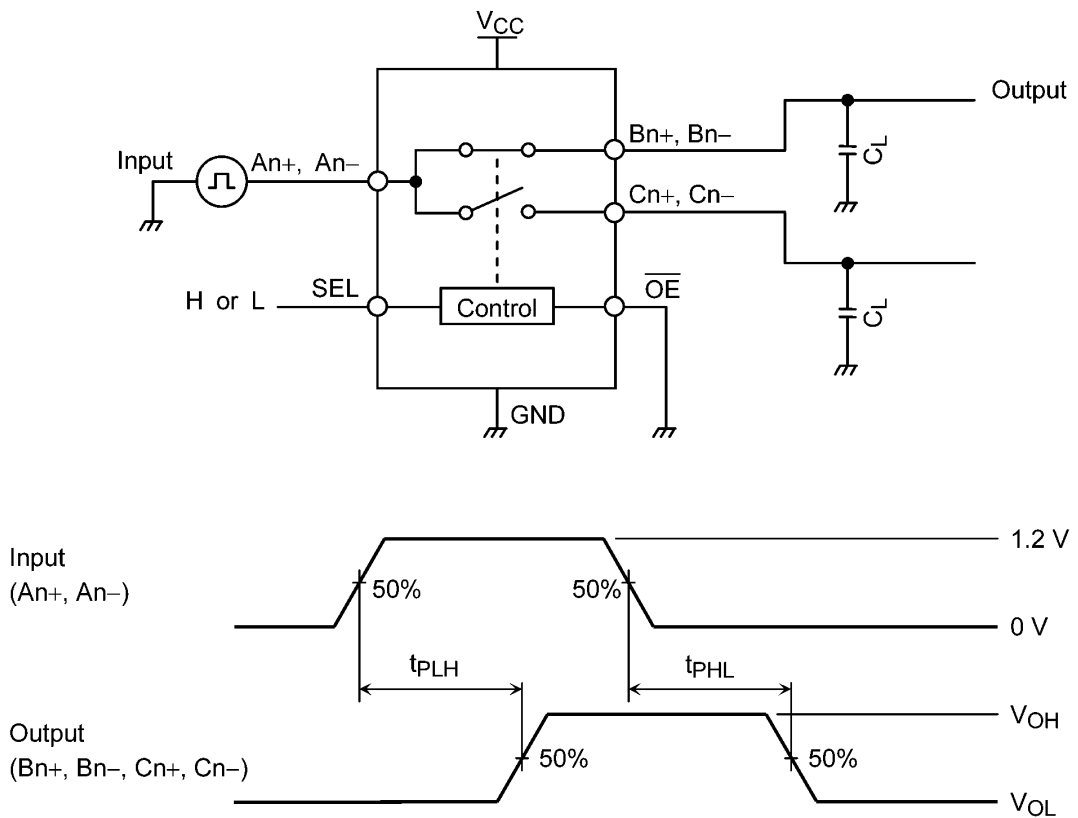 VCC
Output
Bn+, Bn−
CL
Input
An+, An−
Cn+, Cn−
SEL
OE
H or L
Control
CL
GND
Input
(An+, An−)
1.2 V
50%
50%
0 V
tPLH
tPHL
Output
(Bn+, Bn−, Cn+, Cn−)
VOH
50%
50%
VOL